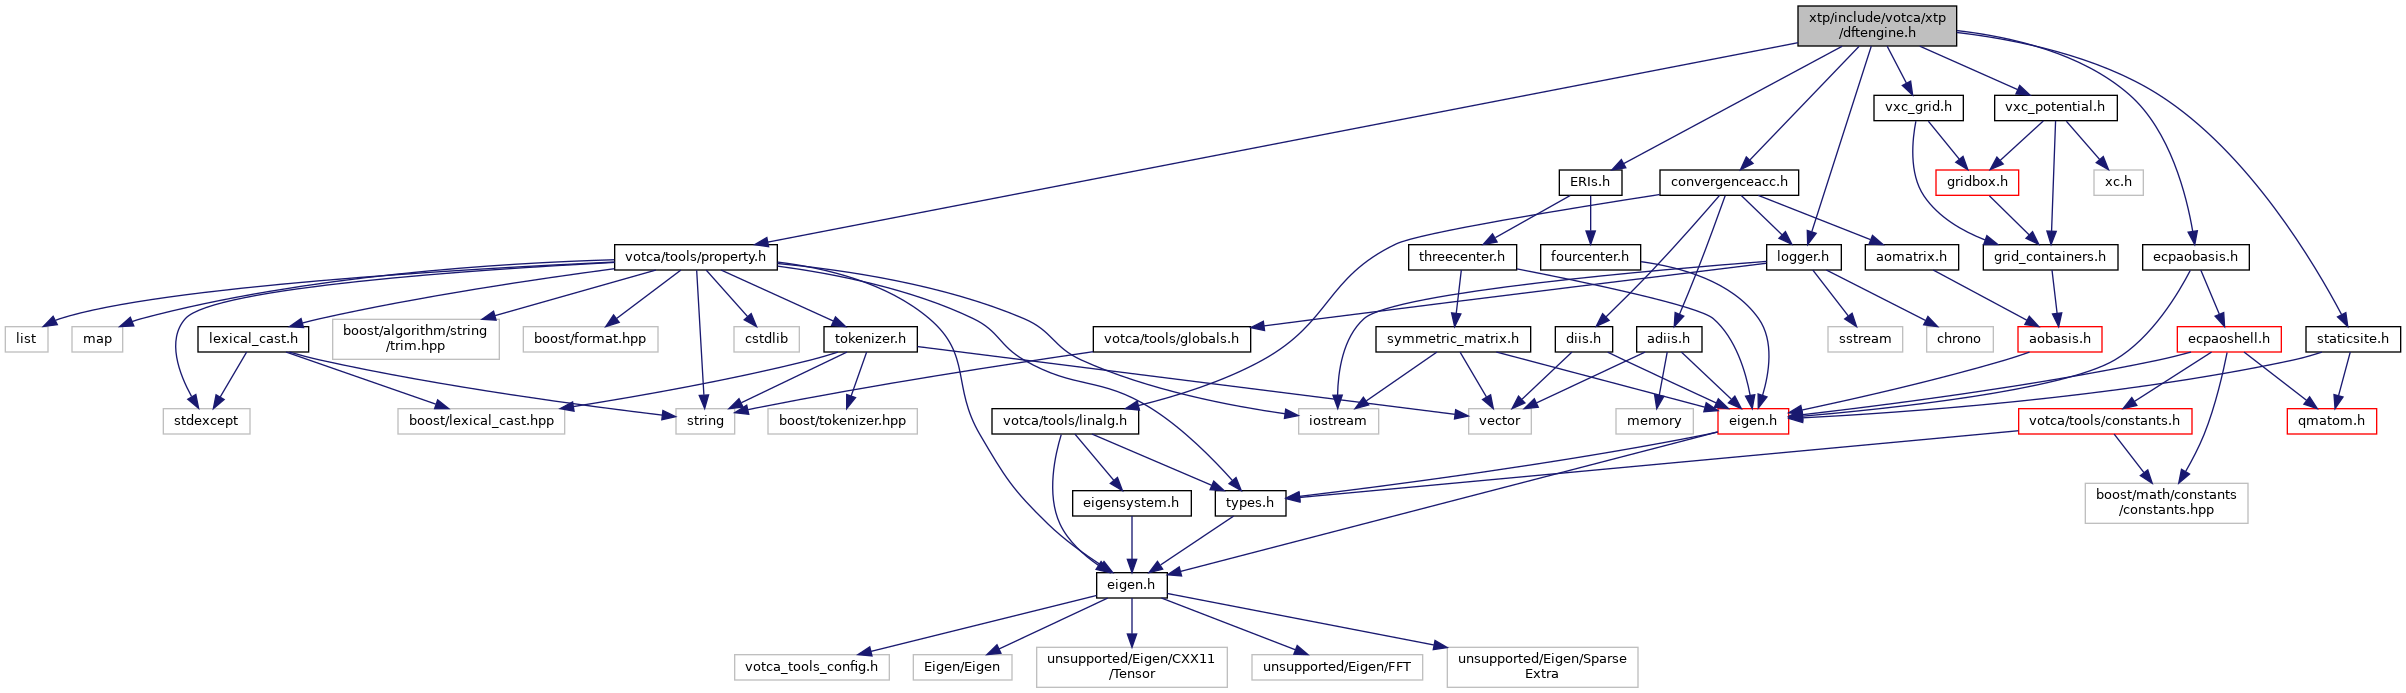 xtp/include/votca/xtp
/dftengine.h
vxc_grid.h
vxc_potential.h
ERIs.h
convergenceacc.h
gridbox.h
xc.h
votca/tools/property.h
threecenter.h
fourcenter.h
logger.h
aomatrix.h
grid_containers.h
ecpaobasis.h
list
map
lexical_cast.h
boost/algorithm/string
/trim.hpp
boost/format.hpp
cstdlib
tokenizer.h
votca/tools/globals.h
symmetric_matrix.h
diis.h
adiis.h
sstream
chrono
aobasis.h
ecpaoshell.h
staticsite.h
stdexcept
boost/lexical_cast.hpp
string
boost/tokenizer.hpp
votca/tools/linalg.h
iostream
vector
memory
eigen.h
votca/tools/constants.h
qmatom.h
eigensystem.h
types.h
boost/math/constants
/constants.hpp
eigen.h
votca_tools_config.h
Eigen/Eigen
unsupported/Eigen/CXX11
/Tensor
unsupported/Eigen/FFT
unsupported/Eigen/Sparse
Extra